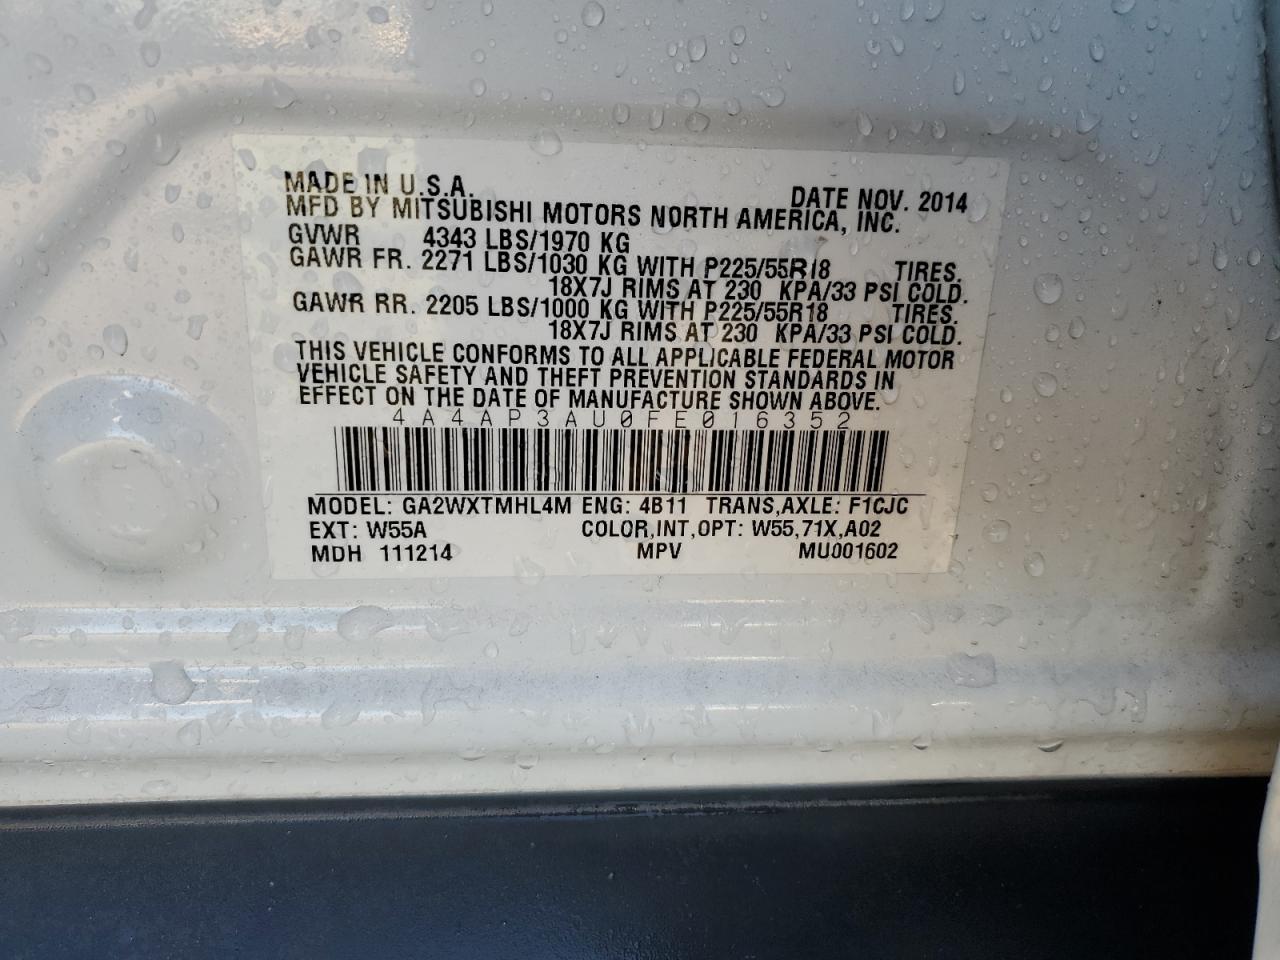 MADE IN U.S.A. DATE NOV. 2014
MFD BY MITSUBISHI MOTORS NORTH AMERICA, INC.
GVWR 4343 LBS/1970 KG
GAWR FR. 2271 LBS/1030 KG WITH P225/55R18 TIRES.
18X7J RIMS AT 230 KPA/33 PSI COLD.
GAWR RR. 2205 LBS/1000 KG WITH P225/55R18 TIRES.
18X7J RIMS AT 230 KPA/33 PSI COLD.
THIS VEHICLE CONFORMS TO ALL APPLICABLE FEDERAL MOTOR
VEHICLE SAFETY AND THEFT PREVENTION STANDARDS IN
EFFECT ON THE DATE OF MANUFACTURE SHOWN ABOVE.
4A4AP3AU0FE016352
MODEL: GA2WXTMHL4M ENG: 4B11 TRANS,AXLE: F1CJC
EXT: W55A COLOR,INT,OPT: W55,71X,A02
MDH 111214 MPV MU001602